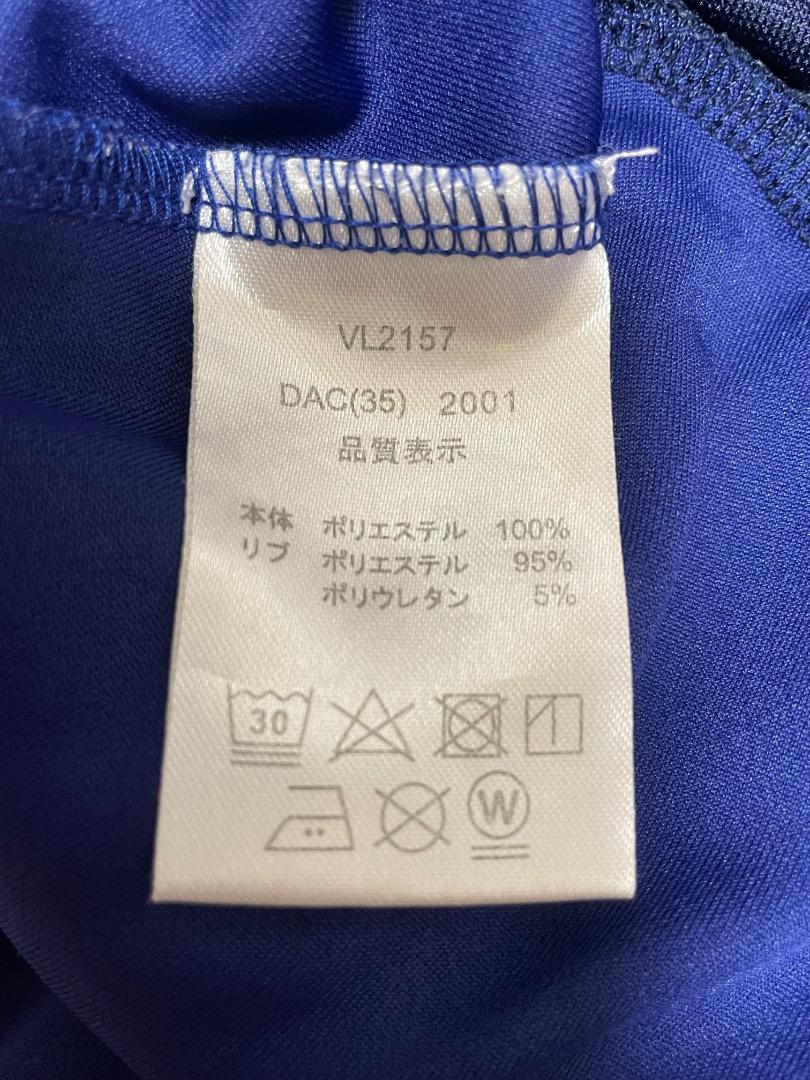 VL2157
DAC(35) 2001
品質表示
本体 ポリエステル 100%
リブ ポリエステル 95%
ポリウレタン 5%
30
W